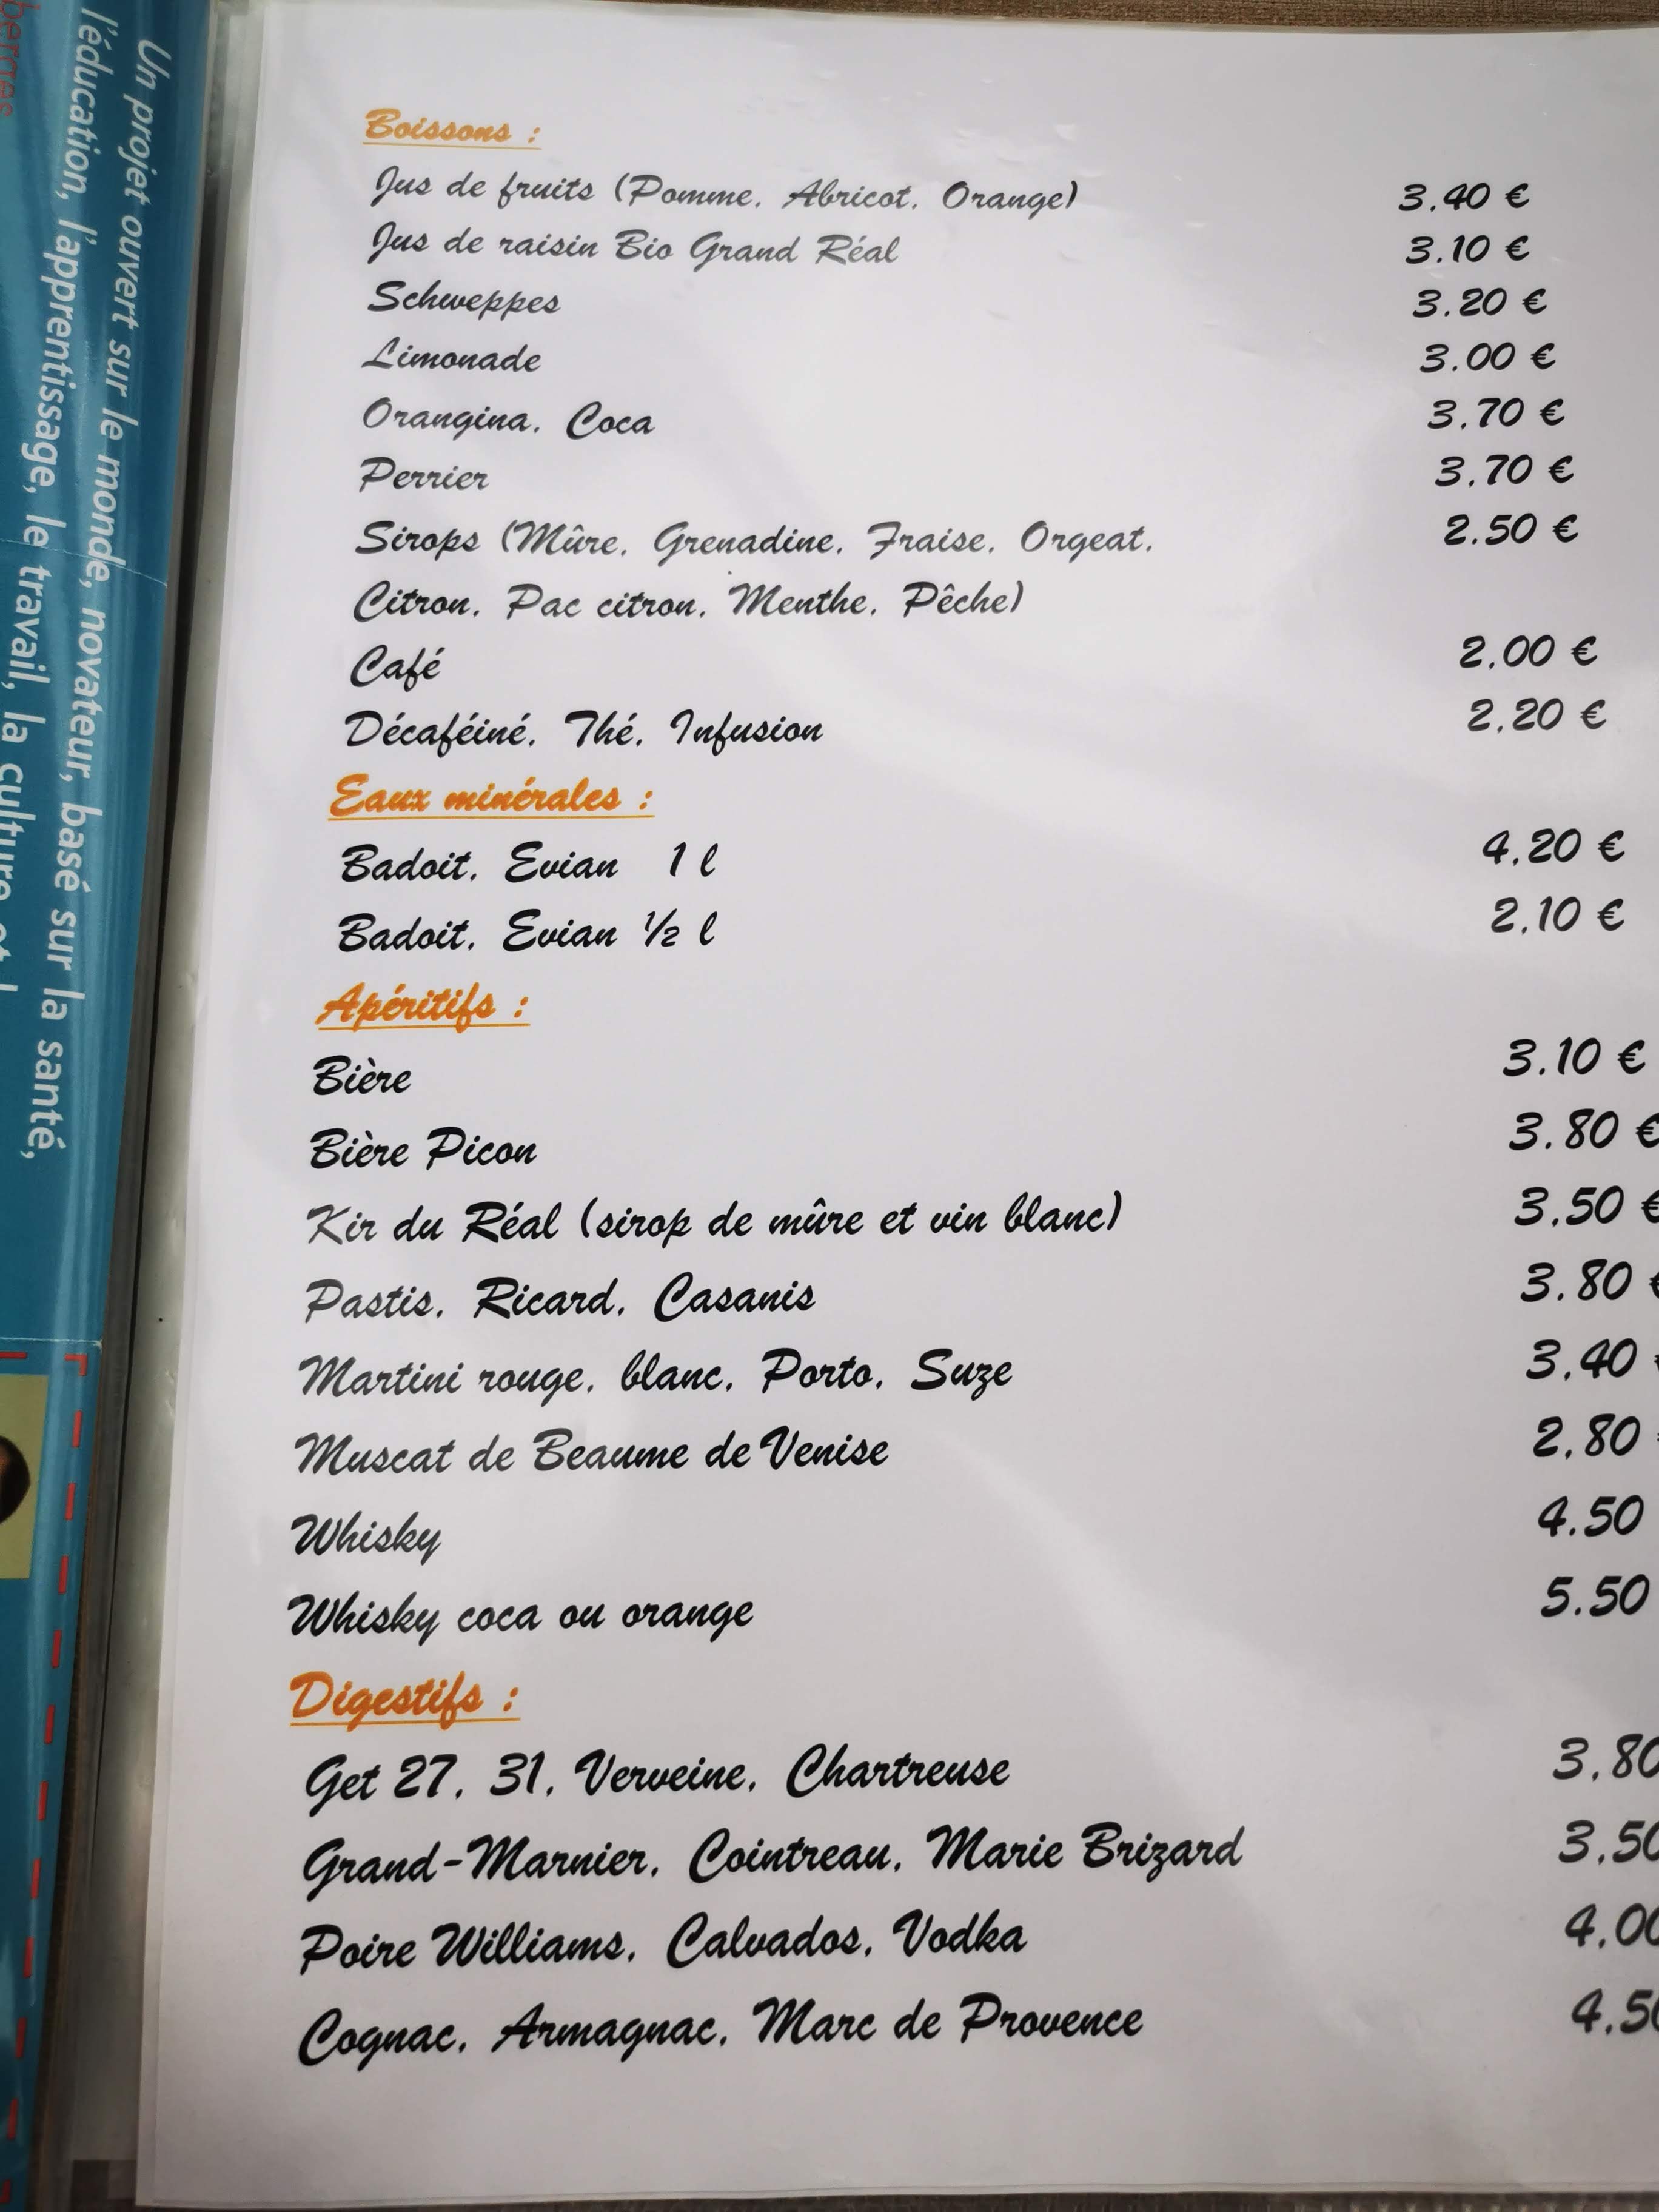 Boissons :
Jus de fruits (Pomme, Abricot, Orange) 3,40 €
Jus de raisin Bio Grand Réal 3,10 €
Schweppes 3,20 €
Limonade 3,00 €
Orangina, Coca 3,70 €
Perrier 3,70 €
Sirops (Mûre, Grenadine, Fraise, Orgeat, 2,50 €
Citron, Pac citron, Menthe, Pêche)
Café 2,00 €
Décaféiné, Thé, Infusion 2,20 €
Eaux minérales :
Badoit, Evian 1 l 4,20 €
Badoit, Evian ½ l 2,10 €
Apéritifs :
Bière 3,10 €
Bière Picon 3,80 €
Kir du Réal (sirop de mûre et vin blanc) 3,50 €
Pastis, Ricard, Casanis 3,80 €
Martini rouge, blanc, Porto, Suze 3,40
Muscat de Beaume de Venise 2,80
Whisky 4,50
Whisky coca ou orange 5,50
Digestifs :
Get 27, 31, Verveine, Chartreuse 3,80
Grand-Marnier, Cointreau, Marie Brizard 3,50
Poire Williams, Calvados, Vodka 4,00
Cognac, Armagnac, Marc de Provence 4,50
Un projet ouvert sur le monde, novateur, basé sur la santé,
l'éducation, l'apprentissage, le travail, la culture et